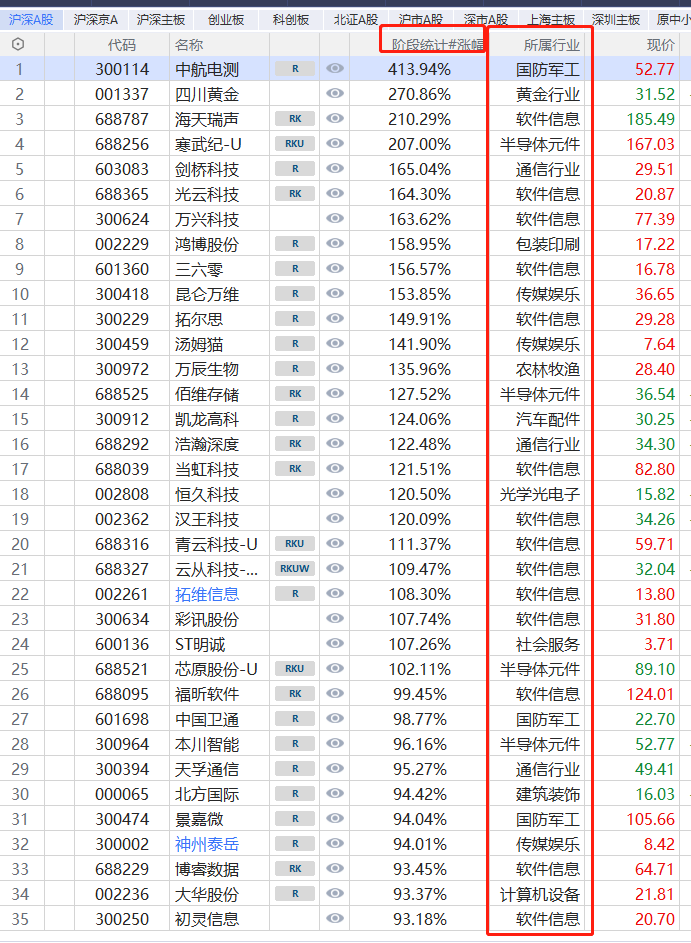 沪深A股 沪深京A 沪深主板 创业板 科创板 北证A股 沪市A股 深市A股 上海主板 深圳主板 原中小
代码 名称 阶段统计#涨幅 所属行业 现价
1 300114 中航电测 R 413.94% 国防军工 52.77
2 001337 四川黄金 270.86% 黄金行业 31.52
3 688787 海天瑞声 RK 210.29% 软件信息 185.49
4 688256 寒武纪-U RKU 207.00% 半导体元件 167.03
5 603083 剑桥科技 R 165.04% 通信行业 29.51
6 688365 光云科技 RK 164.30% 软件信息 20.87
7 300624 万兴科技 163.62% 软件信息 77.39
8 002229 鸿博股份 R 158.95% 包装印刷 17.22
9 601360 三六零 R 156.57% 软件信息 16.78
10 300418 昆仑万维 R 153.85% 传媒娱乐 36.65
11 300229 拓尔思 R 149.91% 软件信息 29.28
12 300459 汤姆猫 R 141.90% 传媒娱乐 7.64
13 300972 万辰生物 R 135.96% 农林牧渔 28.40
14 688525 佰维存储 RK 127.52% 半导体元件 36.54
15 300912 凯龙高科 R 124.06% 汽车配件 30.25
16 688292 浩瀚深度 RK 122.48% 通信行业 34.30
17 688039 当虹科技 RK 121.51% 软件信息 82.80
18 002808 恒久科技 120.50% 光学光电子 15.82
19 002362 汉王科技 120.09% 软件信息 34.26
20 688316 青云科技-U RKU 111.37% 软件信息 59.71
21 688327 云从科技-... RKUW 109.47% 软件信息 32.04
22 002261 拓维信息 R 108.30% 软件信息 13.80
23 300634 彩讯股份 107.74% 软件信息 31.80
24 600136 ST明诚 107.26% 社会服务 3.71
25 688521 芯原股份-U RKU 102.11% 半导体元件 89.10
26 688095 福昕软件 RK 99.45% 软件信息 124.01
27 601698 中国卫通 R 98.77% 国防军工 22.70
28 300964 本川智能 R 96.16% 半导体元件 52.77
29 300394 天孚通信 R 95.27% 通信行业 49.41
30 000065 北方国际 R 94.42% 建筑装饰 16.03
31 300474 景嘉微 R 94.04% 国防军工 105.66
32 300002 神州泰岳 R 94.01% 传媒娱乐 8.42
33 688229 博睿数据 RK 93.45% 软件信息 64.71
34 002236 大华股份 R 93.37% 计算机设备 21.81
35 300250 初灵信息 93.18% 软件信息 20.70